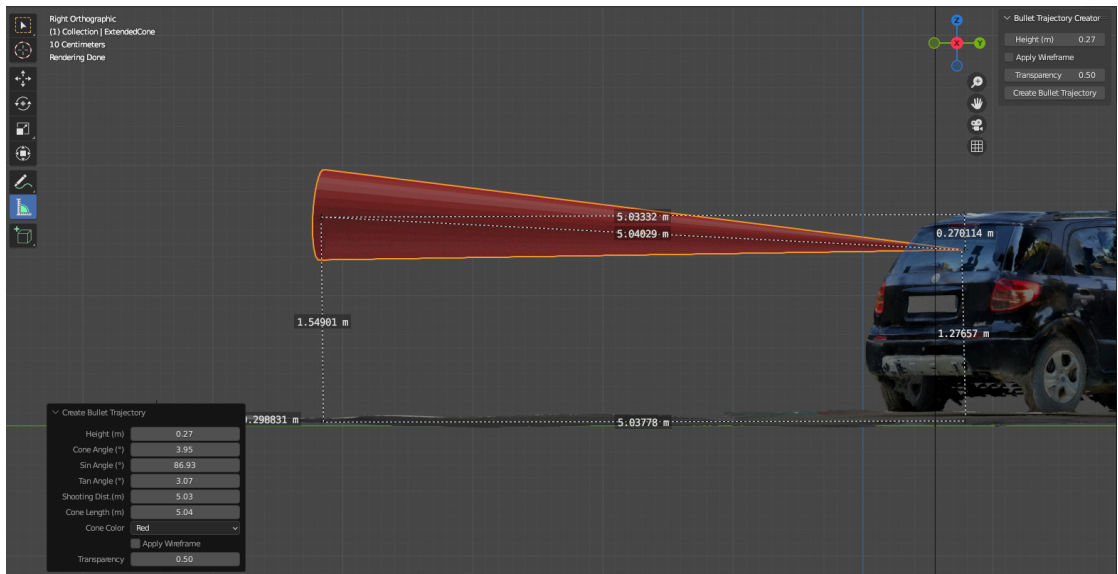 Right Orthographic
(1) Collection | ExtendedCone
10 Centimeters
Rendering Done
Z
X
Y
Bullet Trajectory Creator
Height (m) 0.27
Apply Wireframe
Transparency 0.50
Create Bullet Trajectory
5.03332 m
5.04029 m
0.270114 m
1.54901 m
1.27657 m
.298831 m
5.03778 m
Create Bullet Trajectory
Height (m) 0.27
Cone Angle (°) 3.95
Sin Angle (°) 86.93
Tan Angle (°) 3.07
Shooting Dist.(m) 5.03
Cone Length (m) 5.04
Cone Color Red
Apply Wireframe
Transparency 0.50